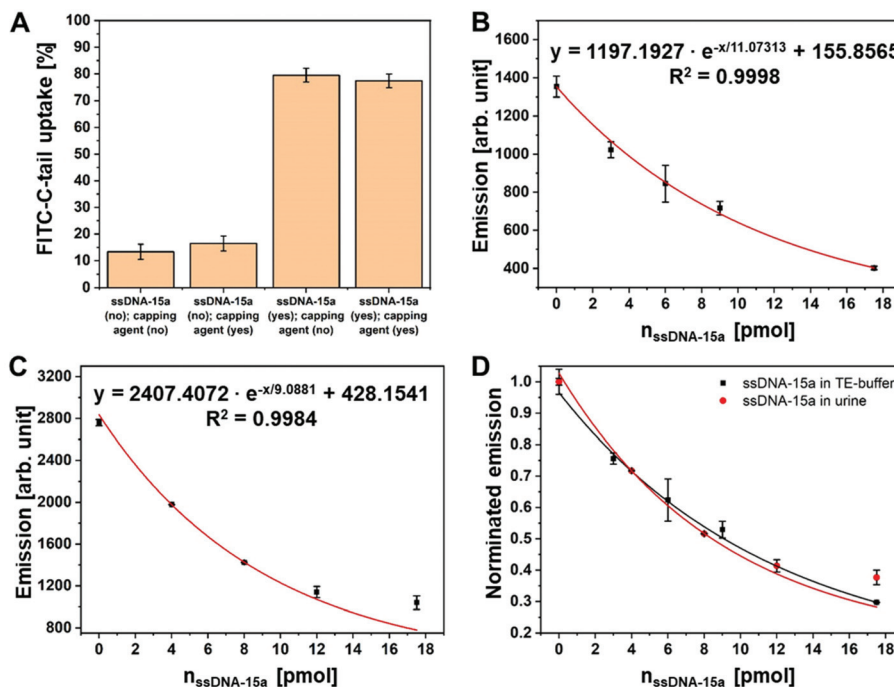 A
FITC-C-tail uptake [%]
100
90
80
70
60
50
40
30
20
10
0
ssDNA-15a
(no); capping
agent (no)
ssDNA-15a
(no); capping
agent (yes)
ssDNA-15a
(yes); capping
agent (no)
ssDNA-15a
(yes); capping
agent (yes)
B
y = 1197.1927 · e-x/11.07313 + 155.8565
R2 = 0.9998
Emission [arb. unit]
1600
1400
1200
1000
800
600
400
0 2 4 6 8 10 12 14 16 18
nssDNA-15a [pmol]
C
y = 2407.4072 · e-x/9.0881 + 428.1541
R2 = 0.9984
Emission [arb. unit]
3200
2800
2400
2000
1600
1200
800
0 2 4 6 8 10 12 14 16 18
nssDNA-15a [pmol]
D
ssDNA-15a in TE-buffer
ssDNA-15a in urine
Norminated emission
1.0
0.9
0.8
0.7
0.6
0.5
0.4
0.3
0.2
0 2 4 6 8 10 12 14 16 18
nssDNA-15a [pmol]